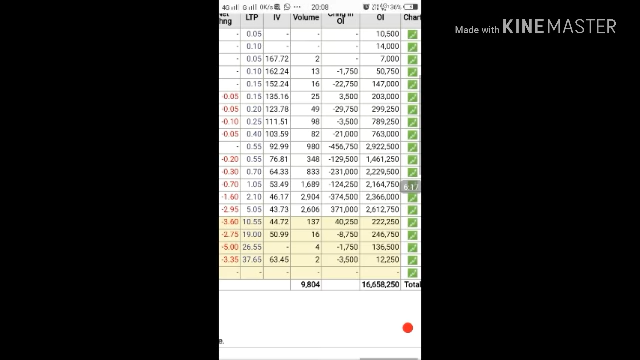 4G 4G 0K/s 20:08 36%
LTP IV Volume Chng in OI OI Chart
- 0.05 - - - 10,500
- 0.10 - - - 14,000
- 0.05 167.72 2 - 7,000
- 0.10 162.24 13 -1,750 50,750
- 0.15 152.24 16 -22,750 147,000
-0.05 0.15 135.16 25 3,500 203,000
-0.05 0.20 123.78 49 -29,750 299,250
-0.10 0.25 111.51 98 -3,500 789,250
-0.05 0.40 103.59 82 -21,000 763,000
- 0.55 92.99 980 -456,750 2,922,500
-0.20 0.55 76.81 348 -129,500 1,461,250
-0.30 0.70 64.33 833 -231,000 2,229,500
-0.70 1.05 53.49 1,689 -124,250 2,164,750 6:17
-1.60 2.10 46.17 2,904 -374,500 2,366,000
-2.95 5.05 43.73 2,606 371,000 2,612,750
-3.60 10.55 44.72 137 40,250 222,250
-2.75 19.00 50.99 16 -8,750 246,750
-5.00 26.55 - 4 -1,750 136,500
-3.35 37.65 63.45 2 -3,500 12,250
- - - - - -
9,804 16,658,250 Total
e.
Made with KINEMASTER